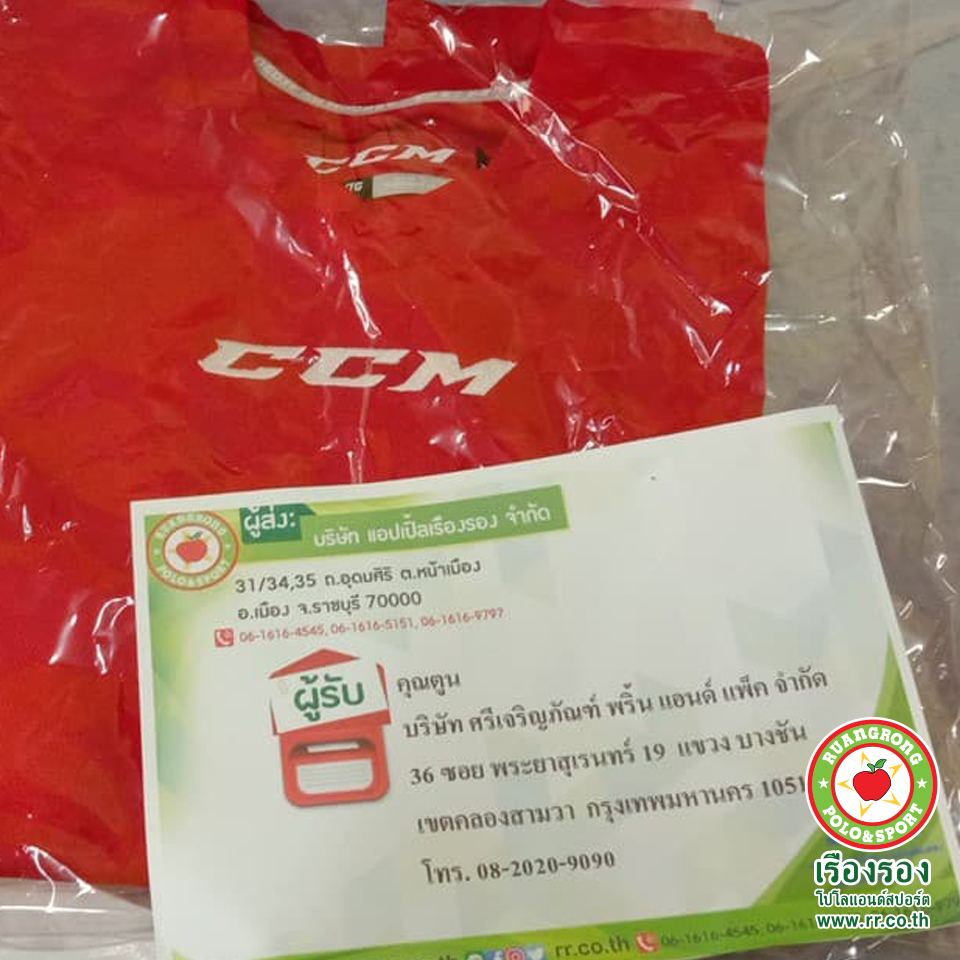 CCM
CCM
RUANGRONG
POLO&SPORT
ผู้ส่ง:
บริษัท แอปเปิ้ลเรืองรอง จำกัด
31/34,35 ถ.อุดมศิริ ต.หน้าเมือง
อ.เมือง จ.ราชบุรี 70000
06-1616-4545, 06-1616-5151, 06-1616-9797
ผู้รับ
คุณตูน
บริษัท ศรีเจริญภัณฑ์ พริ้น แอนด์ แพ็ค จำกัด
36 ซอย พระยาสุเรนทร์ 19 แขวง บางชัน
เขตคลองสามวา กรุงเทพมหานคร 1051
โทร. 08-2020-9090
rr.co.th 06-1616-4545,
RUANGRONG
POLO&SPORT
เรืองรอง
โปโลแอนด์สปอร์ต
www.rr.co.th